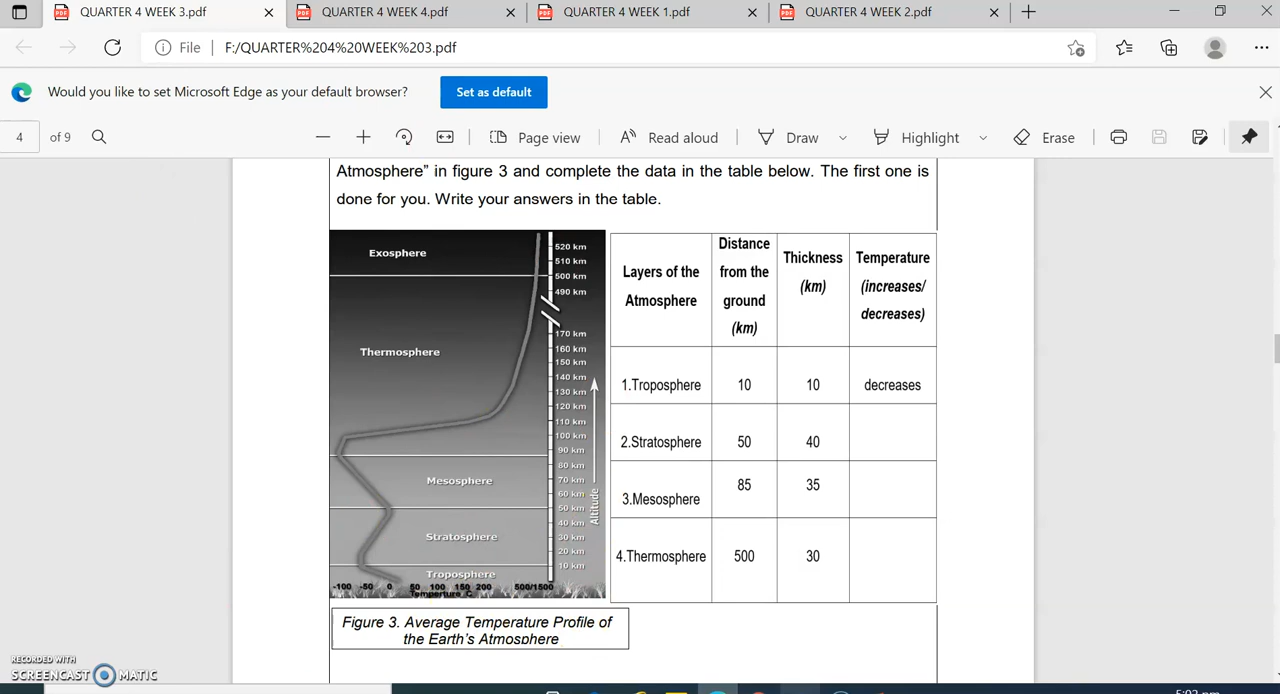 QUARTER 4 WEEK 3.pdf
QUARTER 4 WEEK 4.pdf
QUARTER 4 WEEK 1.pdf
QUARTER 4 WEEK 2.pdf
File
F:/QUARTER%204%20WEEK%203.pdf
Would you like to set Microsoft Edge as your default browser?
Set as default
4 of 9
Page view
Read aloud
Draw
Highlight
Erase
Atmosphere” in figure 3 and complete the data in the table below. The first one is
done for you. Write your answers in the table.
Exosphere
Thermosphere
Mesosphere
Stratosphere
Troposphere
520 km
510 km
500 km
490 km
170 km
160 km
150 km
140 km
130 km
120 km
110 km
100 km
90 km
80 km
70 km
60 km
50 km
40 km
30 km
20 km
10 km
Altitude
-100 -50 0 50 100 150 200 500/1500
Figure 3. Average Temperature Profile of
the Earth’s Atmosphere
Layers of the
Atmosphere
Distance
from the
ground
(km)
Thickness
(km)
Temperature
(increases/
decreases)
1.Troposphere 10 10 decreases
2.Stratosphere 50 40
3.Mesosphere 85 35
4.Thermosphere 500 30
RECORDED WITH
SCREENCAST MATIC